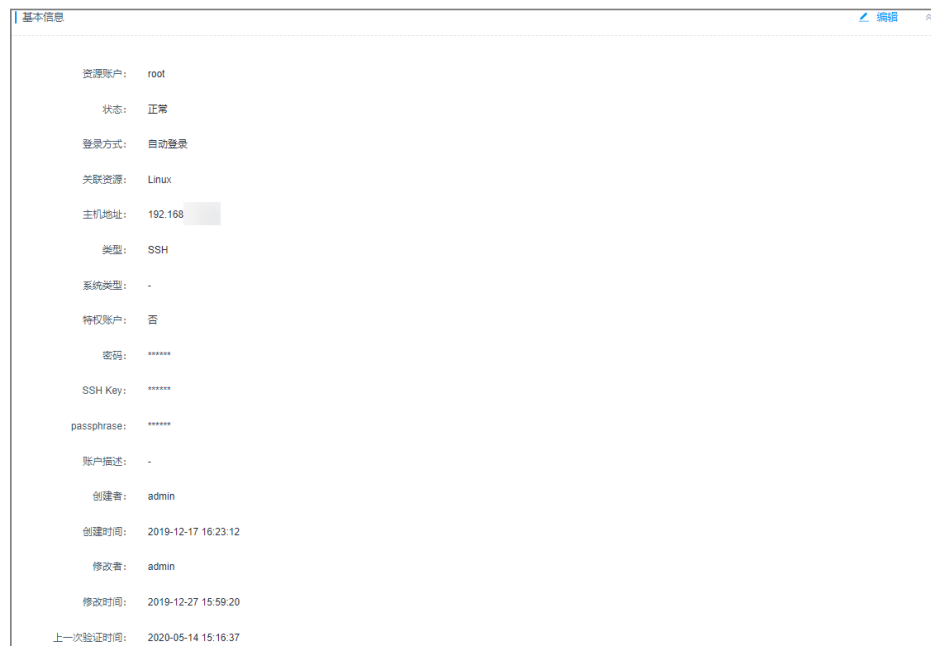 基本信息 编辑
资源账户： root
状态： 正常
登录方式： 自动登录
关联资源： Linux
主机地址： 192.168
类型： SSH
系统类型： -
特权账户： 否
密码： ******
SSH Key： ******
passphrase： ******
账户描述： -
创建者： admin
创建时间： 2019-12-17 16:23:12
修改者： admin
修改时间： 2019-12-27 15:59:20
上一次验证时间： 2020-05-14 15:16:37